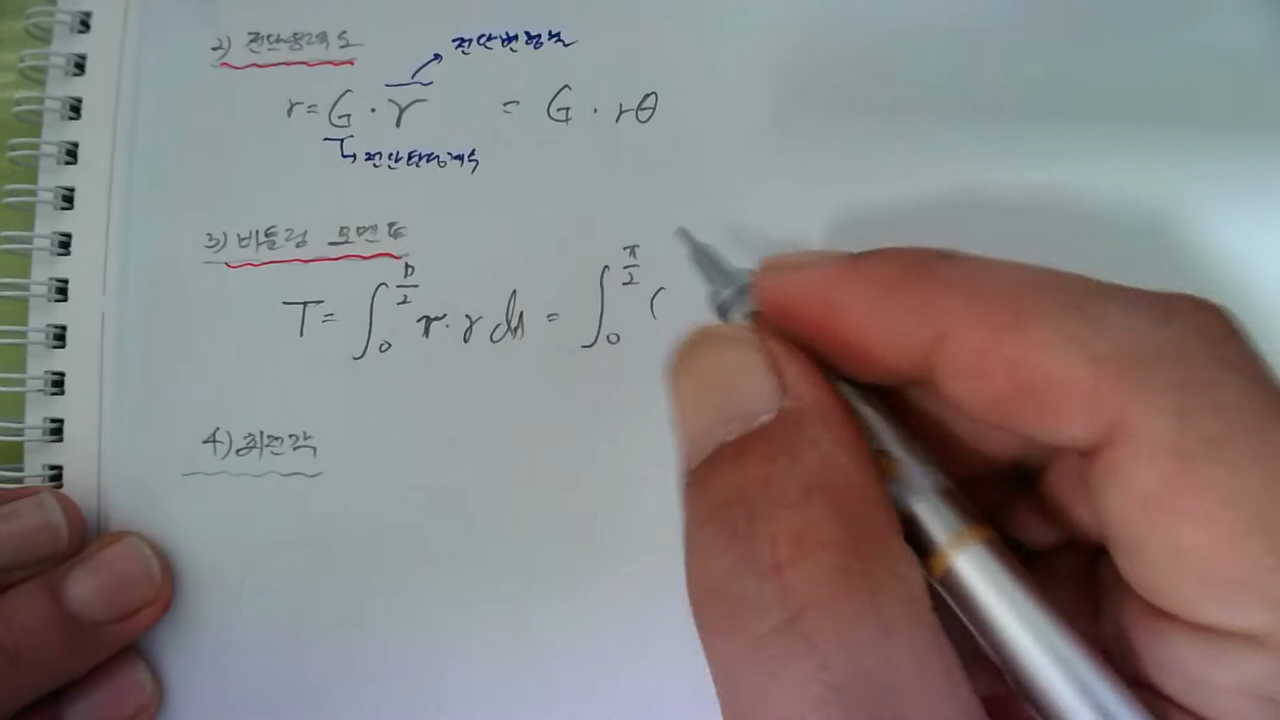 2) 전단응력도
전단변형률
r = G · γ = G · rθ
전단탄성계수
3) 비틀림 모멘트
T = ∫₀^{D/2} r · γ dA = ∫₀^{π/2} (
4) 회전각